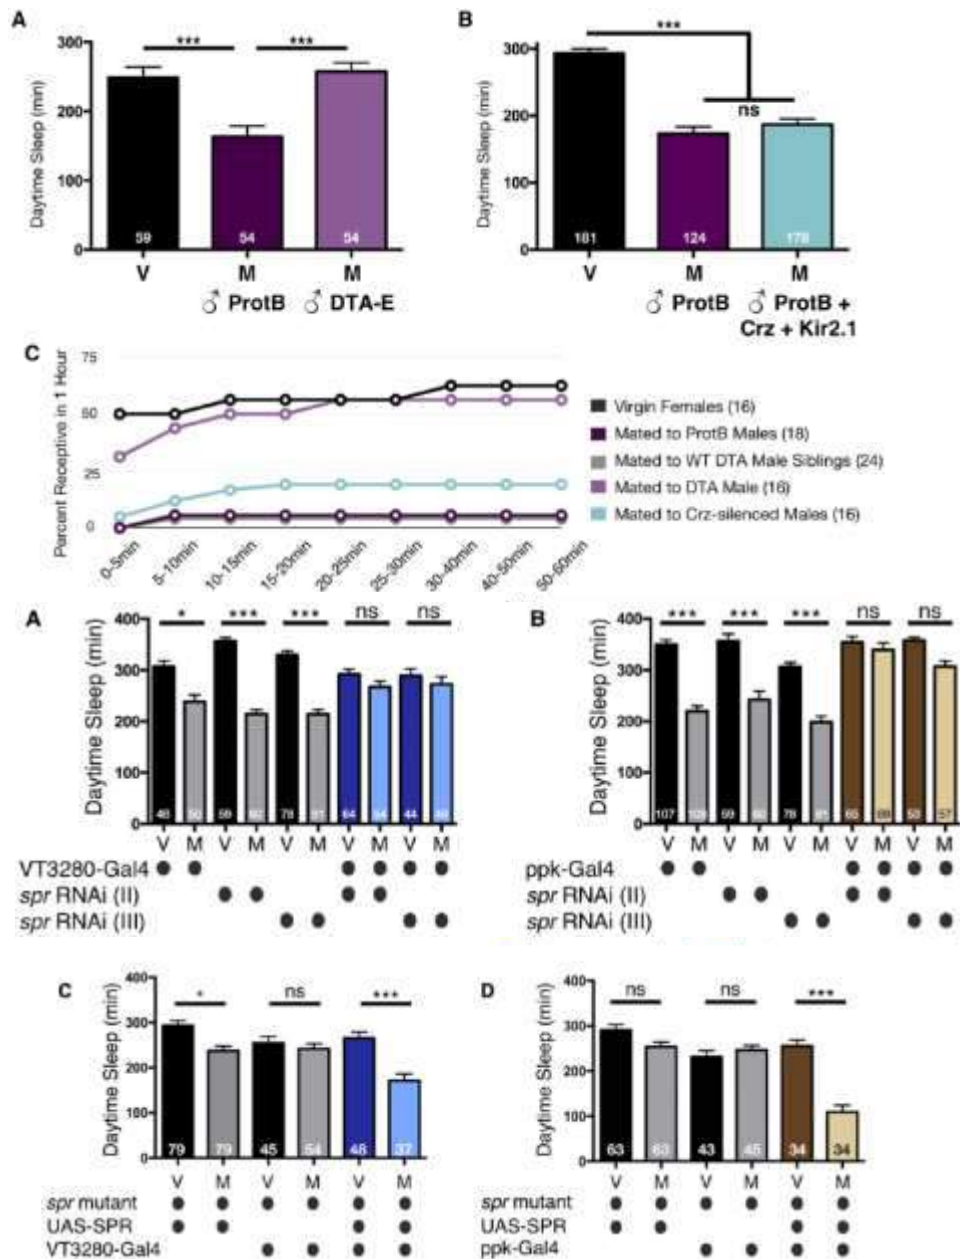 A
Daytime Sleep (min)
300
200
100
0
*** ***
59 54 54
V M M
♂ ProtB ♂ DTA-E
B
Daytime Sleep (min)
300
200
100
0
***
ns
181 124 178
V M M
♂ ProtB ♂ ProtB +
Crz + Kir2.1
C
Percent Receptive in 1 Hour
75
50
25
0
0-5min 5-10min 10-15min 15-20min 20-25min 25-30min 30-40min 40-50min 50-60min
Virgin Females (16)
Mated to ProtB Males (18)
Mated to WT DTA Male Siblings (24)
Mated to DTA Male (16)
Mated to Crz-silenced Males (16)
A
Daytime Sleep (min)
400
300
200
100
0
* *** *** ns ns
59 78 64 44
V M V M V M V M V M
VT3280-Gal4
spr RNAi (II)
spr RNAi (III)
B
Daytime Sleep (min)
400
300
200
100
0
*** *** *** ns ns
107 59 78 57
V M V M V M V M V M
ppk-Gal4
spr RNAi (II)
spr RNAi (III)
C
Daytime Sleep (min)
400
300
200
100
0
* ns ***
79 79 45 54 48 37
V M V M V M
spr mutant
UAS-SPR
VT3280-Gal4
D
Daytime Sleep (min)
400
300
200
100
0
ns ns ***
63 63 43 45 34 34
V M V M V M
spr mutant
UAS-SPR
ppk-Gal4